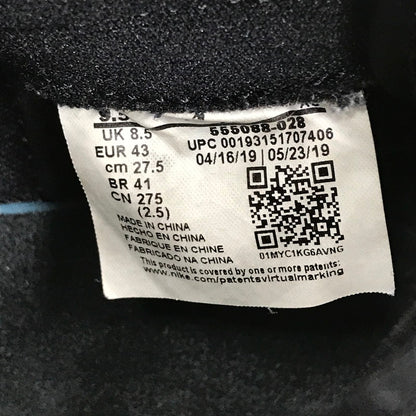 9.5
555088-028
UK 8.5
UPC 00193151707406
EUR 43
04/16/19 05/23/19
cm 27.5
BR 41
CN 275
(2.5)
MADE IN CHINA
HECHO EN CHINA
FABRIQUE EN CHINE
FABRICADO NA CHINA
01MYC1KG6AVNG
This product is covered by one or more patents:
www.nike.com/patentsvirtualmarking